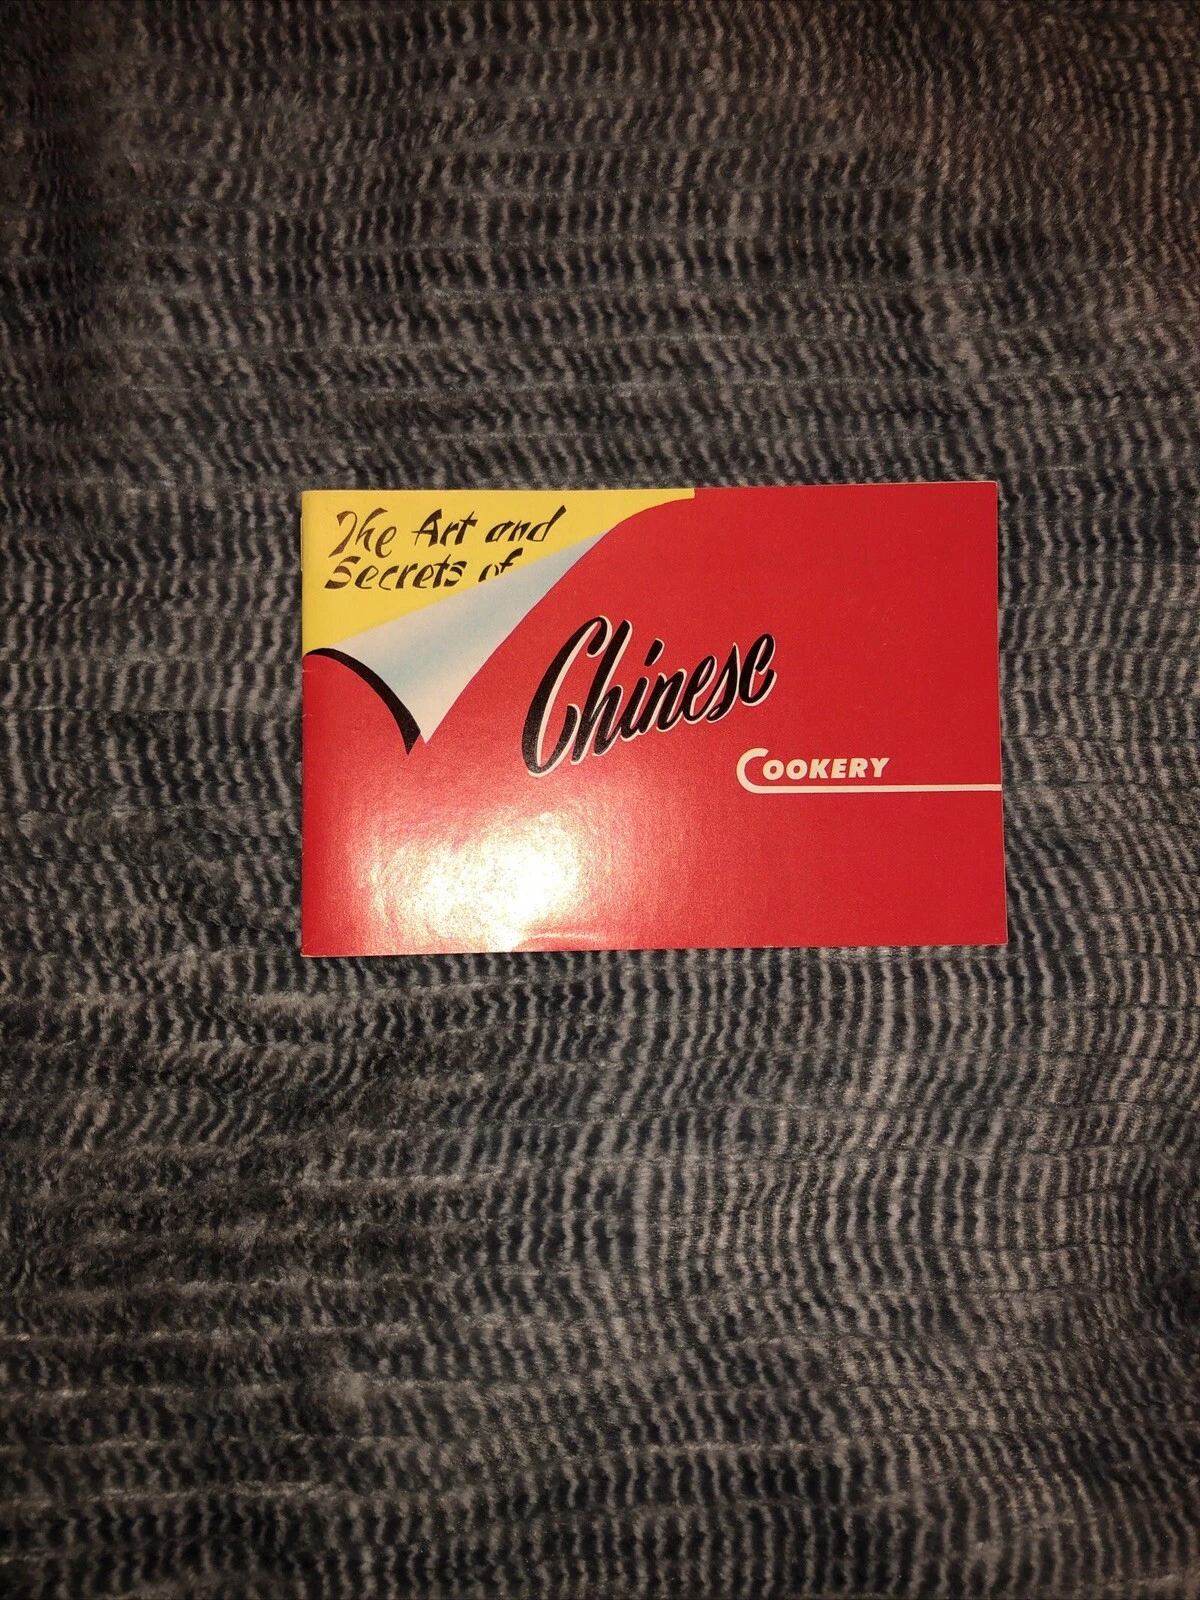 The Art and
Secrets of
Chinese
COOKERY